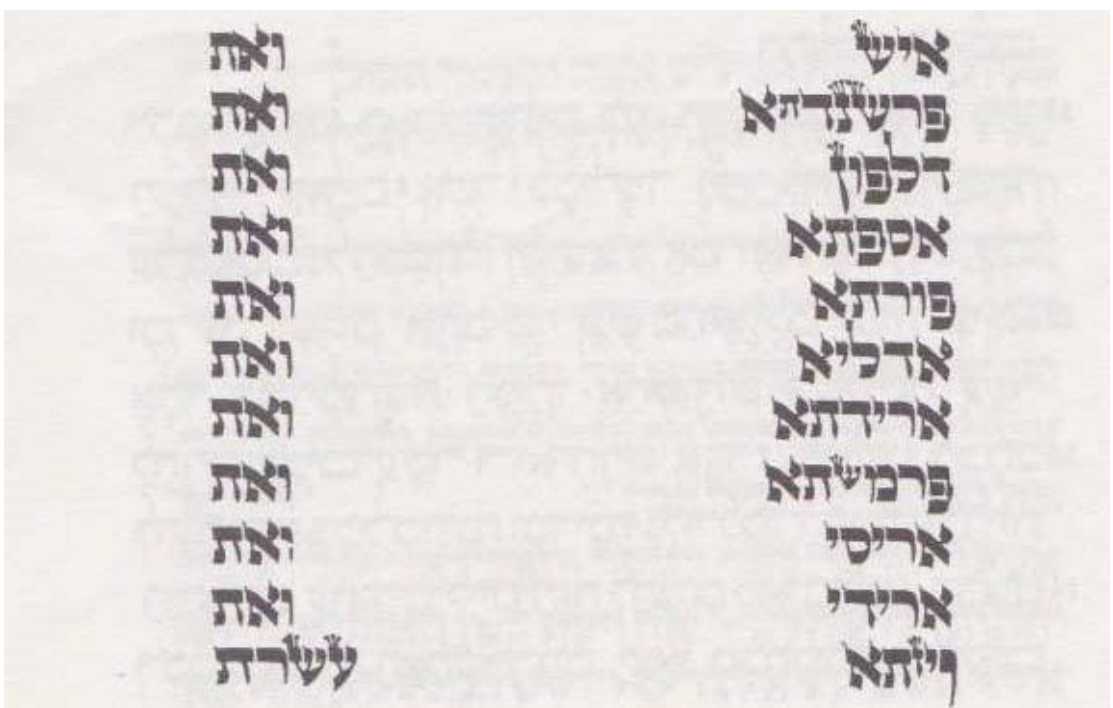 איש ואת
פרשנדתא ואת
דלפון ואת
אספתא ואת
פורתא ואת
אדליא ואת
ארידתא ואת
פרמשתא ואת
אריסי ואת
ארידי ואת
ויזתא עשרת